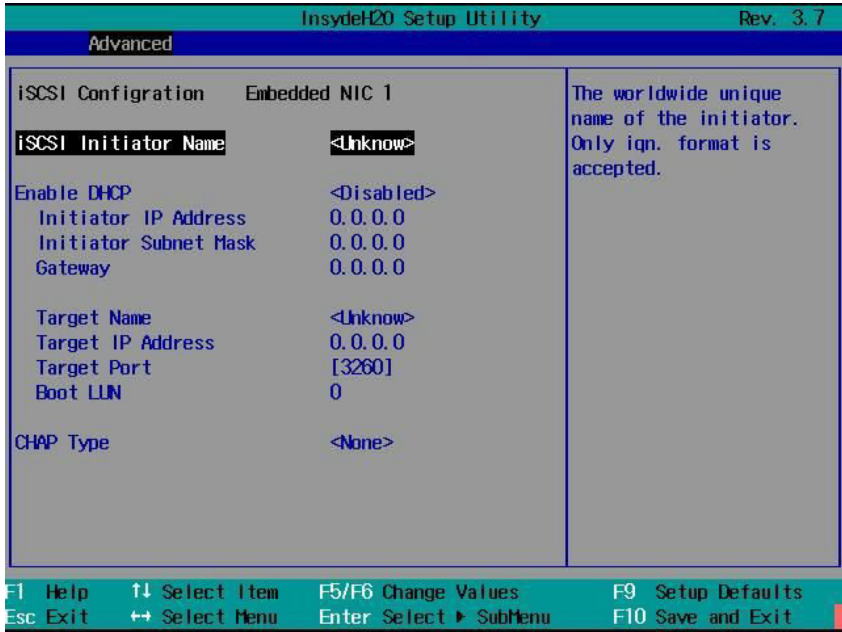 InsydeH2O Setup Utility Rev. 3.7
Advanced
iSCSI Configration Embedded NIC 1
iSCSI Initiator Name <Unknow>
Enable DHCP <Disabled>
Initiator IP Address 0.0.0.0
Initiator Subnet Mask 0.0.0.0
Gateway 0.0.0.0
Target Name <Unknow>
Target IP Address 0.0.0.0
Target Port [3260]
Boot LUN 0
CHAP Type <None>
The worldwide unique
name of the initiator.
Only iqn. format is
accepted.
F1 Help ↑↓ Select Item F5/F6 Change Values F9 Setup Defaults
Esc Exit ↔ Select Menu Enter Select ▶ SubMenu F10 Save and Exit